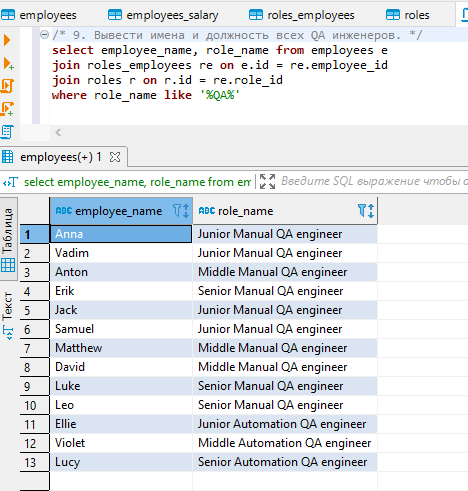 employees employees_salary roles_employees roles
/* 9. Вывести имена и должность всех QA инженеров. */
select employee_name, role_name from employees e
join roles_employees re on e.id = re.employee_id
join roles r on r.id = re.role_id
where role_name like '%QA%'
employees(+) 1
select employee_name, role_name from em Введите SQL выражение чтобы о
Таблица
Текст
ABC employee_name ABC role_name
1 Anna Junior Manual QA engineer
2 Vadim Junior Manual QA engineer
3 Anton Middle Manual QA engineer
4 Erik Senior Manual QA engineer
5 Jack Junior Manual QA engineer
6 Samuel Junior Manual QA engineer
7 Matthew Middle Manual QA engineer
8 David Middle Manual QA engineer
9 Luke Senior Manual QA engineer
10 Leo Senior Manual QA engineer
11 Ellie Junior Automation QA engineer
12 Violet Middle Automation QA engineer
13 Lucy Senior Automation QA engineer